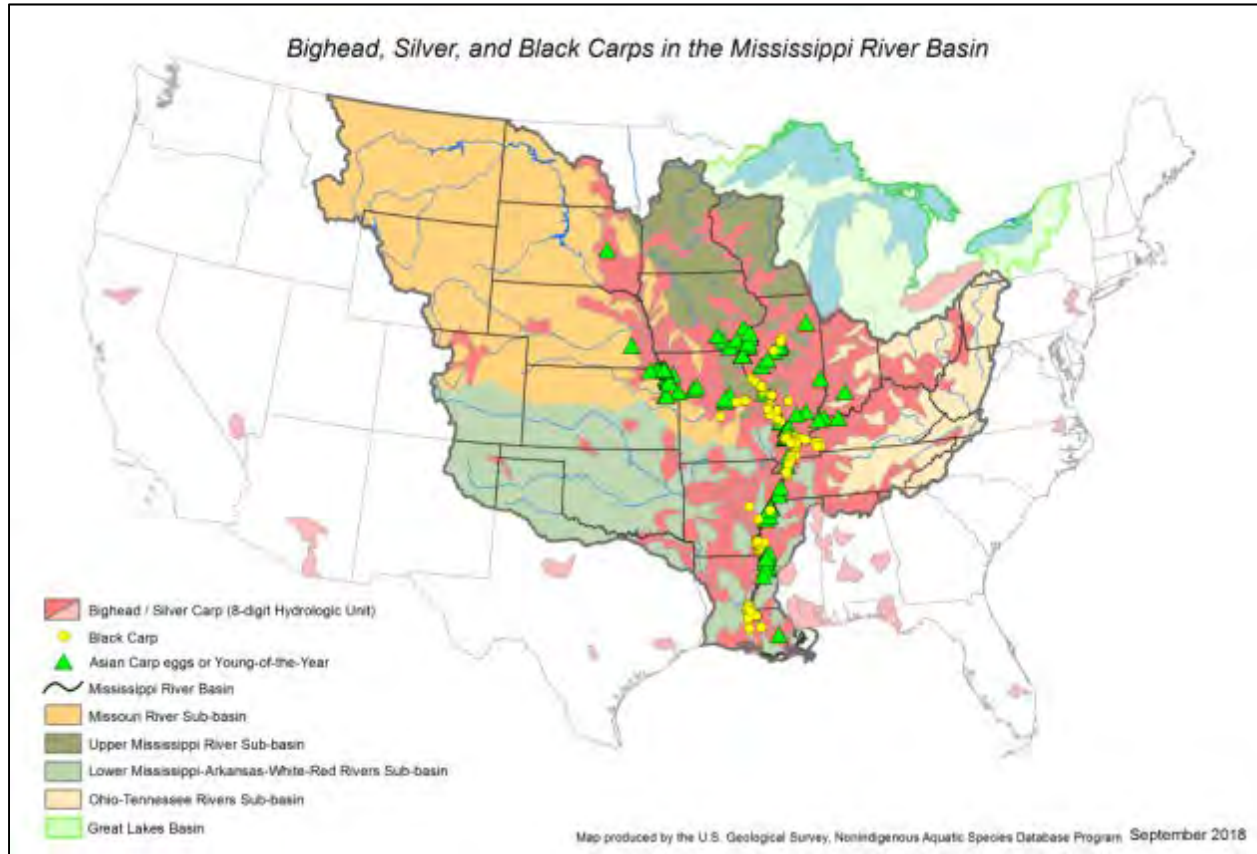 Bighead, Silver, and Black Carps in the Mississippi River Basin
Bighead / Silver Carp (8-digit Hydrologic Unit)
Black Carp
Asian Carp eggs or Young-of-the-Year
Mississippi River Basin
Missouri River Sub-basin
Upper Mississippi River Sub-basin
Lower Mississippi-Arkansas-White-Red Rivers Sub-basin
Ohio-Tennessee Rivers Sub-basin
Great Lakes Basin
Map produced by the U.S. Geological Survey, Nonindigenous Aquatic Species Database Program September 2018